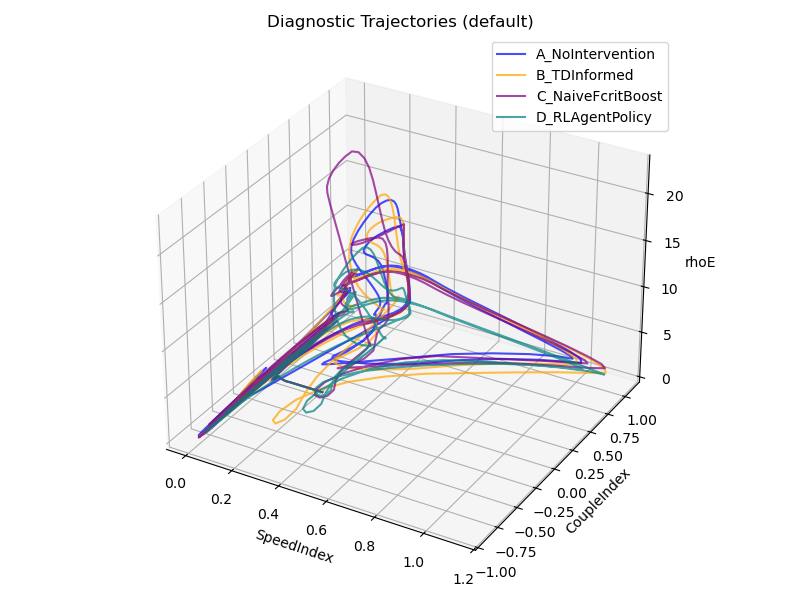 Diagnostic Trajectories (default)
A_NoIntervention
B_TDInformed
C_NaiveFcritBoost
D_RLAgentPolicy
20
15
rhoE
10
5
0
1.00
0.75
0.50
0.25
0.00
−0.25
−0.50
−0.75
−1.00
CoupleIndex
0.0
0.2
0.4
0.6
0.8
1.0
1.2
SpeedIndex